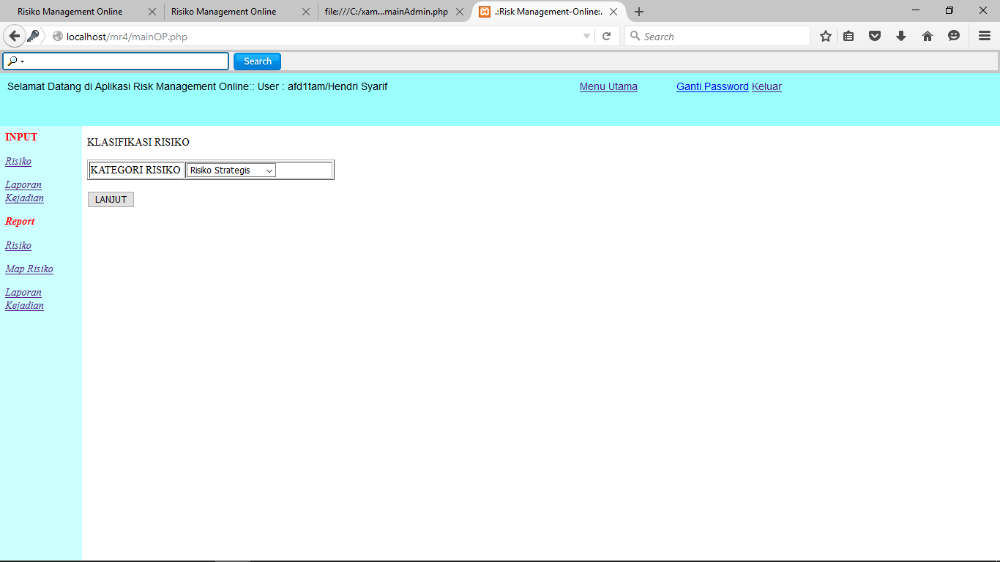 Risiko Management Online
Risiko Management Online
file:///C:/xam...mainAdmin.php
.:Risk Management-Online:.
localhost/mr4/mainOP.php
Search
Search
Selamat Datang di Aplikasi Risk Management Online:: User : afd1tam/Hendri Syarif
Menu Utama
Ganti Password Keluar
INPUT
Risiko
Laporan
Kejadian
Report
Risiko
Map Risiko
Laporan
Kejadian
KLASIFIKASI RISIKO
KATEGORI RISIKO Risiko Strategis
LANJUT